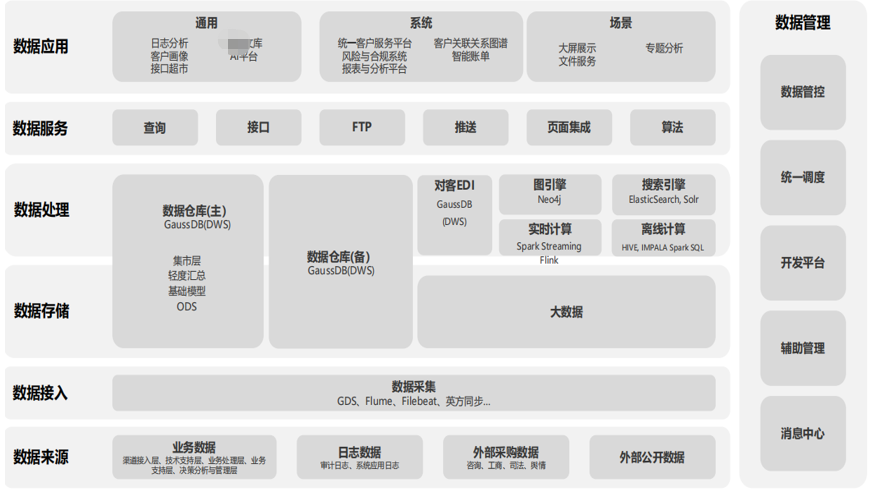 数据应用
通用
日志分析
客户画像
接口超市
文库
AI平台
系统
统一客户服务平台
风险与合规系统
报表与分析平台
客户关联关系图谱
智能账单
场景
大屏展示
文件服务
专题分析
数据服务
查询
接口
FTP
推送
页面集成
算法
数据处理
数据仓库(主)
GaussDB(DWS)
集市层
轻度汇总
基础模型
ODS
数据仓库(备)
GaussDB(DWS)
对客EDI
GaussDB
(DWS)
图引擎
Neo4j
搜索引擎
ElasticSearch, Solr
实时计算
Spark Streaming
Flink
离线计算
HIVE, IMPALA Spark SQL
数据存储
大数据
数据接入
数据采集
GDS、Flume、Filebeat、英方同步...
数据来源
业务数据
渠道接入层、技术支持层、业务处理层、业务
支持层、决策分析与管理层
日志数据
审计日志、系统应用日志
外部采购数据
咨询、工商、司法、舆情
外部公开数据
数据管理
数据管控
统一调度
开发平台
辅助管理
消息中心